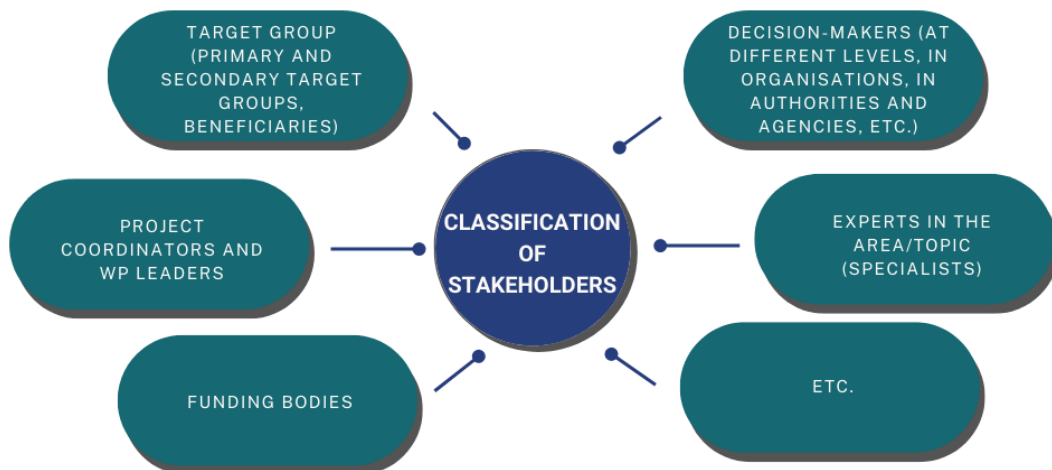 TARGET GROUP
(PRIMARY AND
SECONDARY TARGET
GROUPS,
BENEFICIARIES)
DECISION-MAKERS (AT
DIFFERENT LEVELS, IN
ORGANISATIONS, IN
AUTHORITIES AND
AGENCIES, ETC.)
PROJECT
COORDINATORS AND
WP LEADERS
CLASSIFICATION
OF
STAKEHOLDERS
EXPERTS IN THE
AREA/TOPIC
(SPECIALISTS)
FUNDING BODIES
ETC.